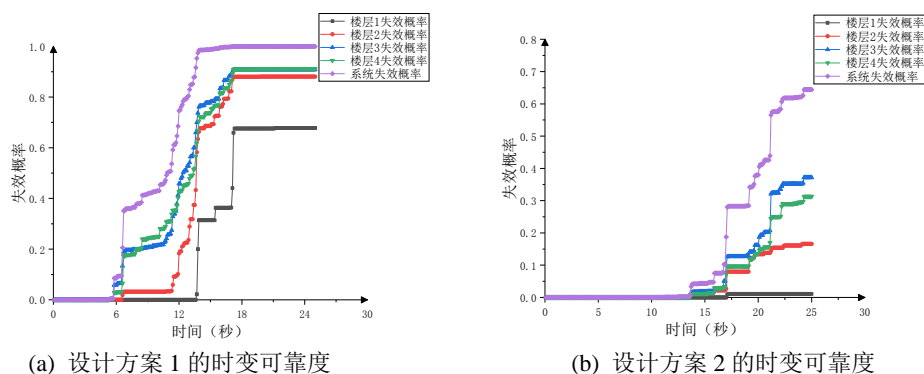 楼层1失效概率
楼层2失效概率
楼层3失效概率
楼层4失效概率
系统失效概率
1.0
0.8
0.6
0.4
0.2
0.0
失效概率
0
6
12
18
24
30
时间（秒）
(a) 设计方案 1 的时变可靠度
楼层1失效概率
楼层2失效概率
楼层3失效概率
楼层4失效概率
系统失效概率
0.8
0.7
0.6
0.5
0.4
0.3
0.2
0.1
0.0
失效概率
0
5
10
15
20
25
30
时间（秒）
(b) 设计方案 2 的时变可靠度